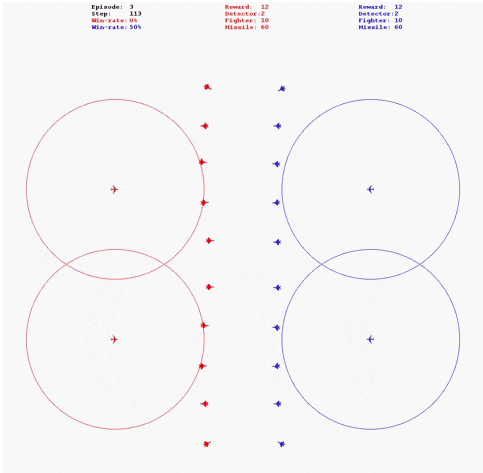 Episode: 3
Step: 113
Win-rate: 0%
Win-rate: 50%
Reward: 12
Detector:2
Fighter: 10
Missile: 60
Reward: 12
Detector:2
Fighter: 10
Missile: 60